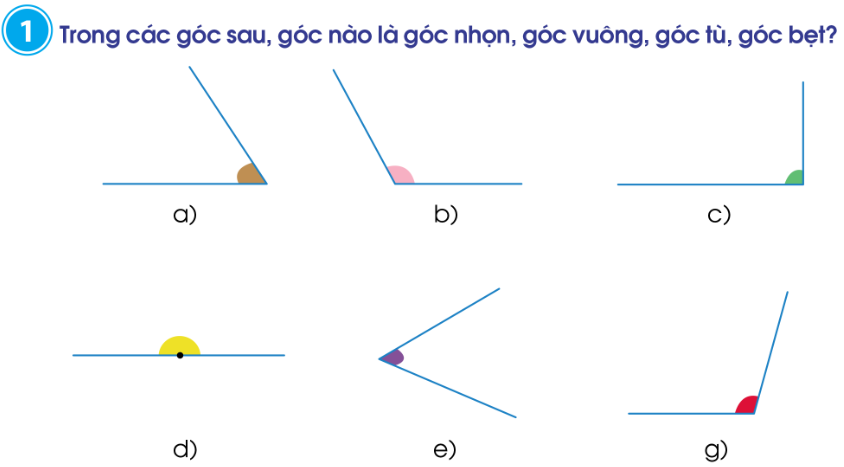 1 Trong các góc sau, góc nào là góc nhọn, góc vuông, góc tù, góc bẹt?
a) b) c)
d) e) g)